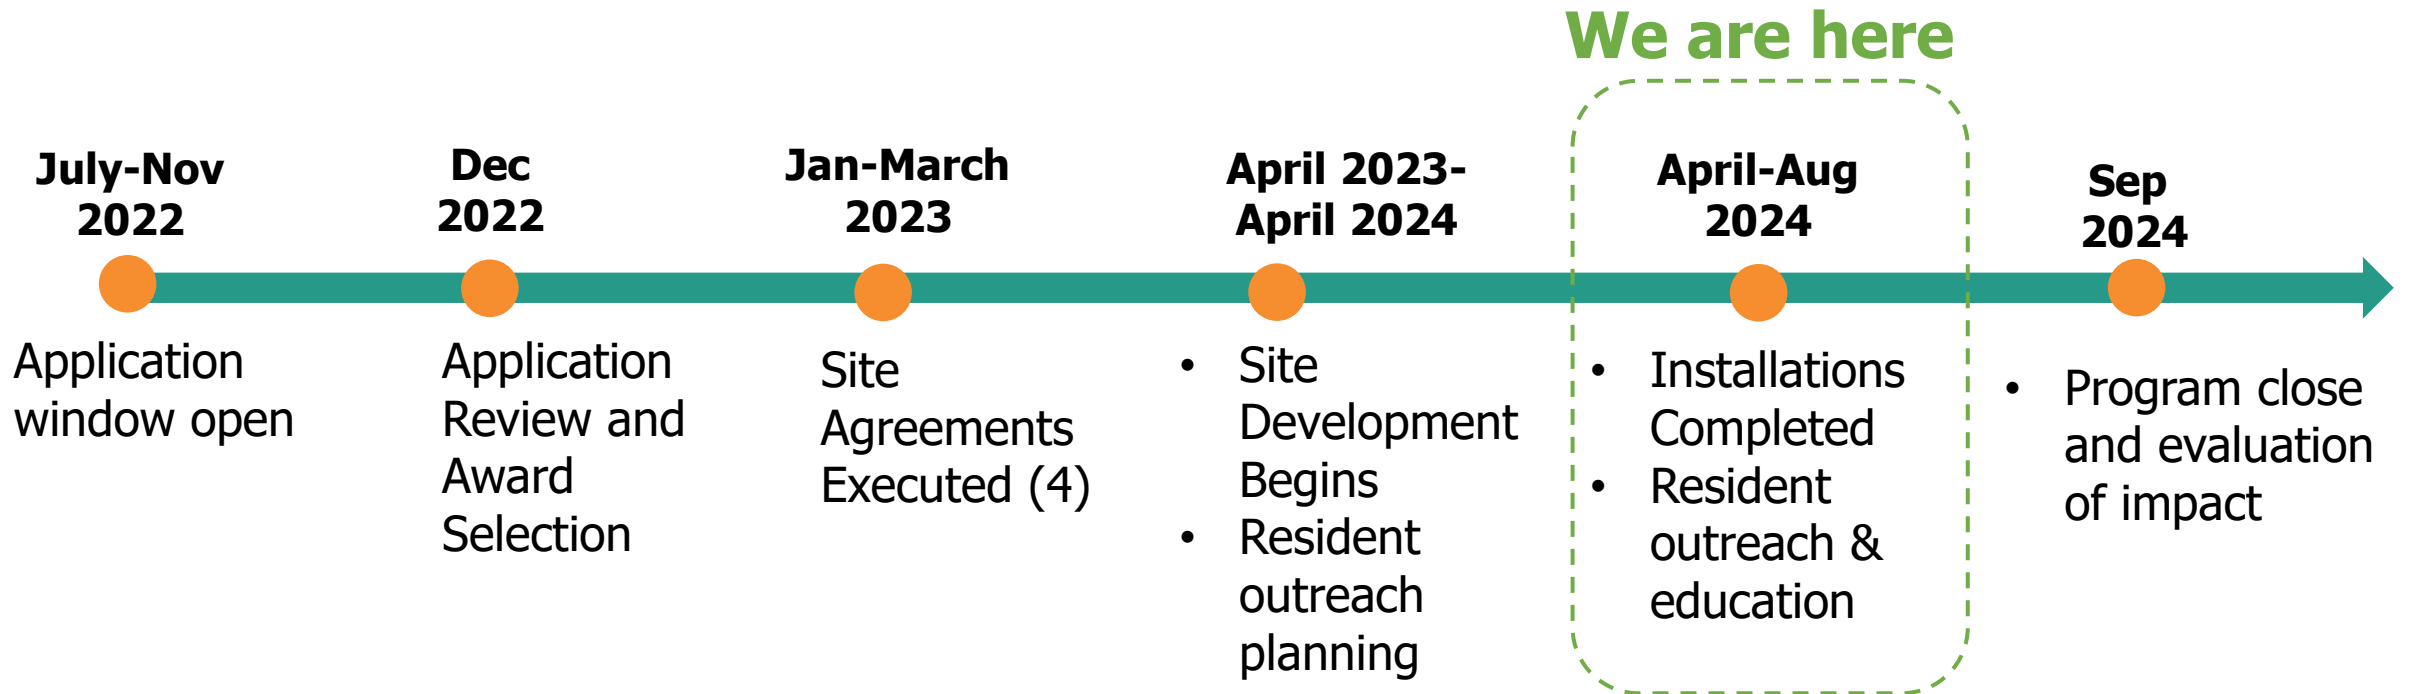 We are here
July-Nov
2022
Application
window open
Dec
2022
Application
Review and
Award
Selection
Jan-March
2023
Site
Agreements
Executed (4)
April 2023-
April 2024
• Site
Development
Begins
• Resident
outreach
planning
April-Aug
2024
• Installations
Completed
• Resident
outreach &
education
Sep
2024
• Program close
and evaluation
of impact